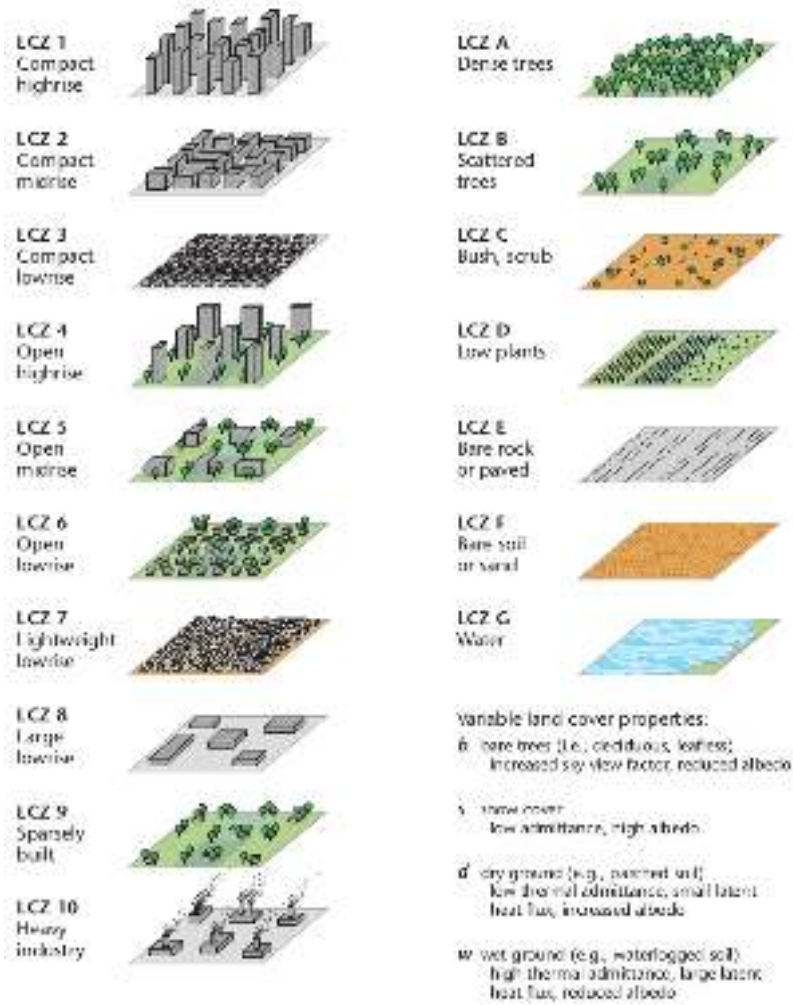 LCZ 1
Compact
highrise
LCZ 2
Compact
midrise
LCZ 3
Compact
lowrise
LCZ 4
Open
highrise
LCZ 5
Open
midrise
LCZ 6
Open
lowrise
LCZ 7
Lightweight
lowrise
LCZ 8
Large
lowrise
LCZ 9
Sparsely
built
LCZ 10
Heavy
industry
LCZ A
Dense trees
LCZ B
Scattered
trees
LCZ C
Bush, scrub
LCZ D
Low plants
LCZ E
Bare rock
or paved
LCZ F
Bare soil
or sand
LCZ G
Water
Variable land cover properties:
b bare trees (i.e., deciduous, leafless)
increased sky view factor, reduced albedo
s snow cover
low admittance, high albedo
d dry ground (e.g., parched soil)
low thermal admittance, small latent
heat flux, increased albedo
w wet ground (e.g., waterlogged soil)
high thermal admittance, large latent
heat flux, reduced albedo